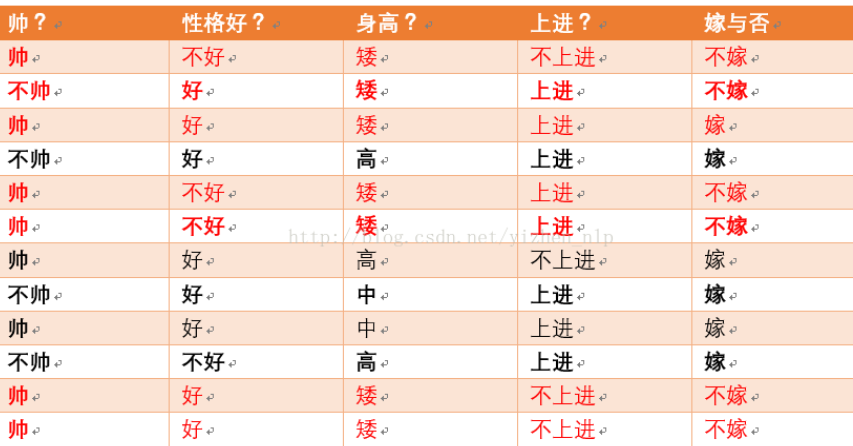 帅？ 性格好？ 身高？ 上进？ 嫁与否
帅 不好 矮 不上进 不嫁
不帅 好 矮 上进 不嫁
帅 好 矮 上进 嫁
不帅 好 高 上进 嫁
帅 不好 矮 上进 不嫁
帅 不好 矮 上进 不嫁
http://blog.csdn.net/yizhen_nlp
帅 好 高 不上进 嫁
不帅 好 中 上进 嫁
帅 好 中 上进 嫁
不帅 不好 高 上进 嫁
帅 好 矮 不上进 不嫁
帅 好 矮 不上进 不嫁